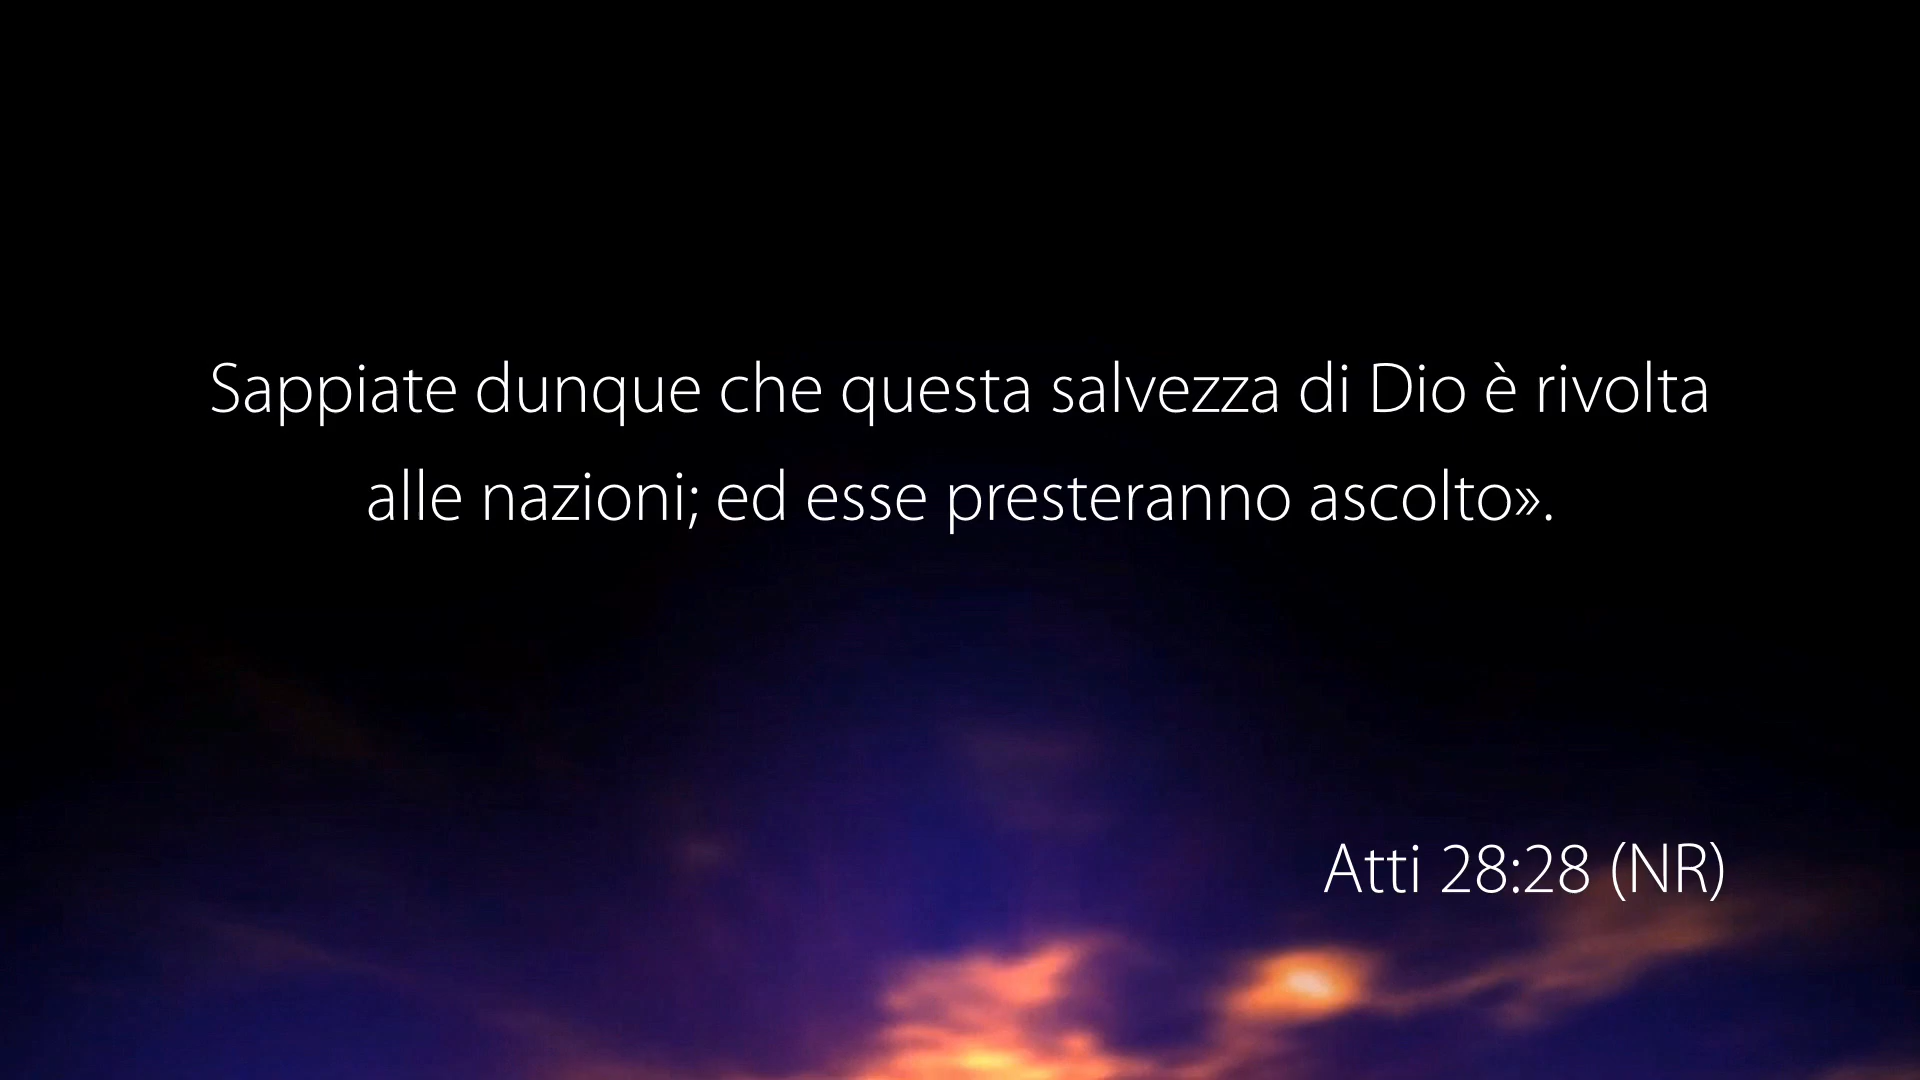 Sappiate dunque che questa salvezza di Dio è rivolta
alle nazioni; ed esse presteranno ascolto».
Atti 28:28 (NR)